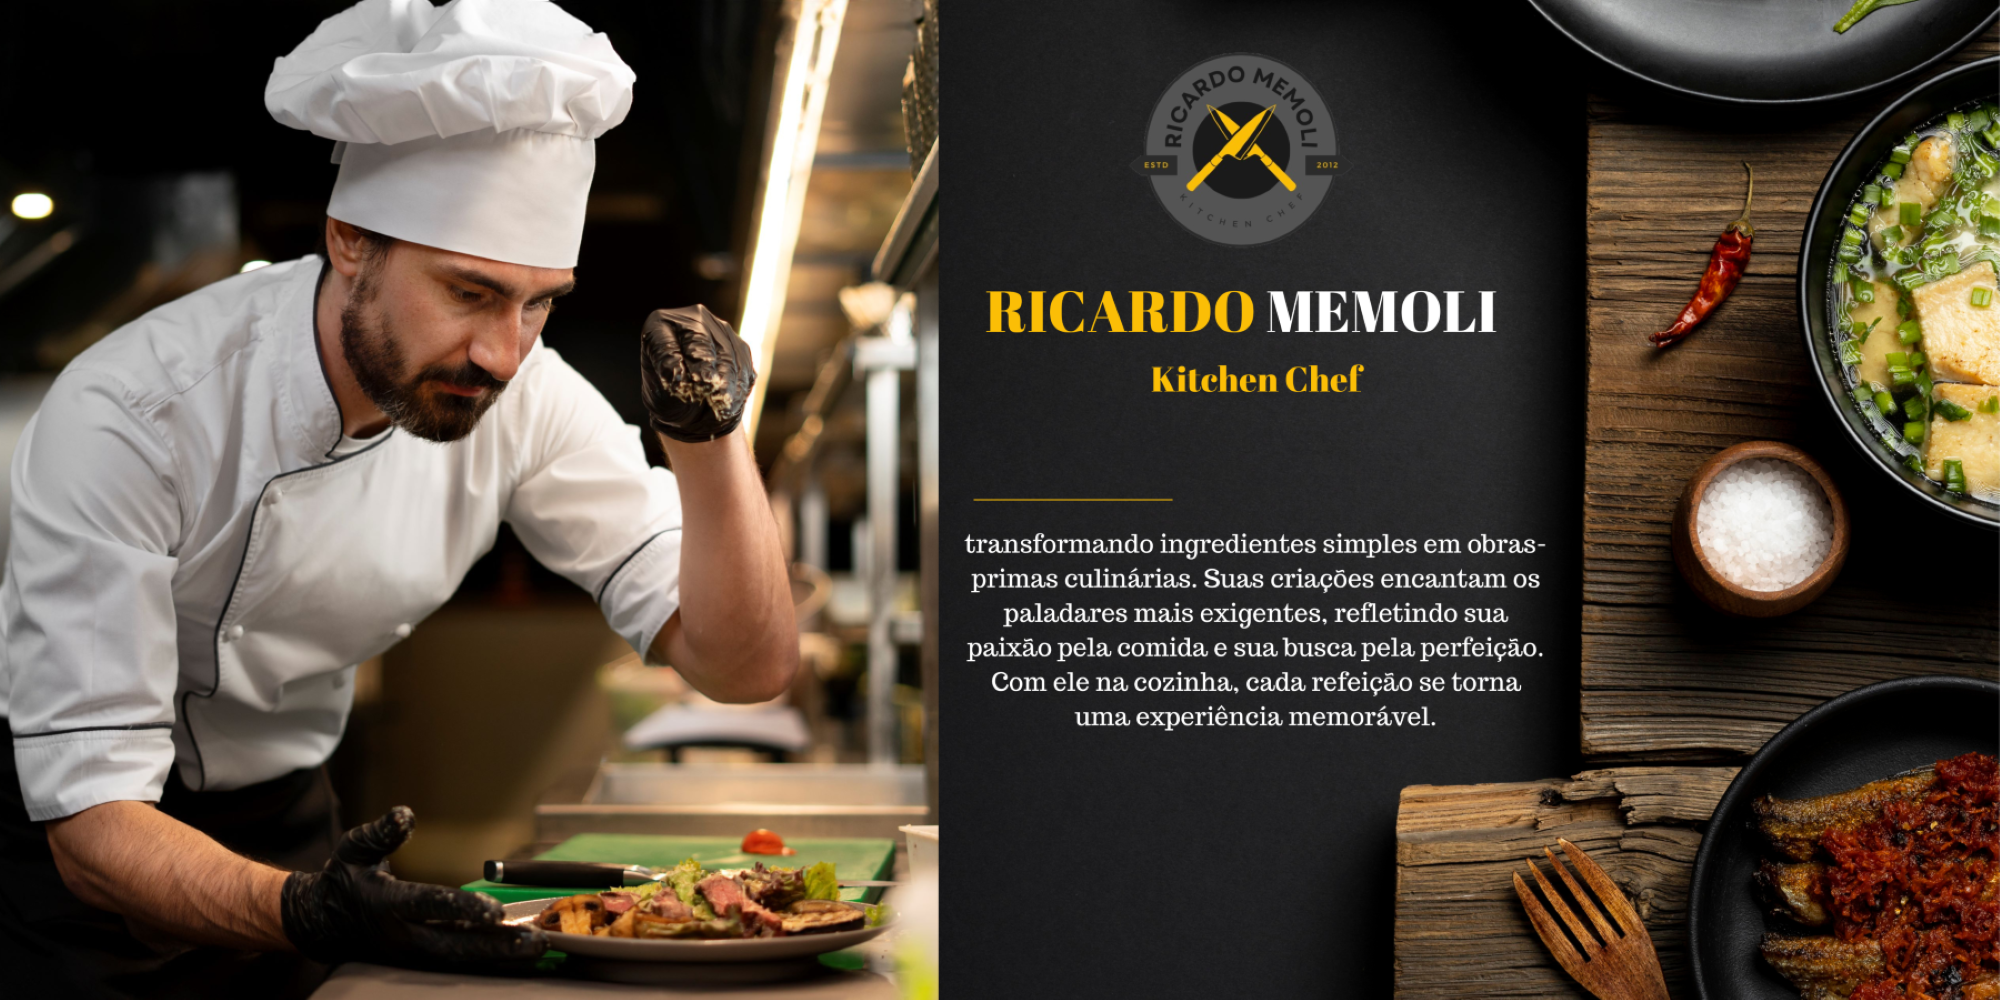 RICARDO MEMOLI
ESTD
2012
KITCHEN CHEF
RICARDO MEMOLI
Kitchen Chef
transformando ingredientes simples em obras-
primas culinárias. Suas criações encantam os
paladares mais exigentes, refletindo sua
paixão pela comida e sua busca pela perfeição.
Com ele na cozinha, cada refeição se torna
uma experiência memorável.